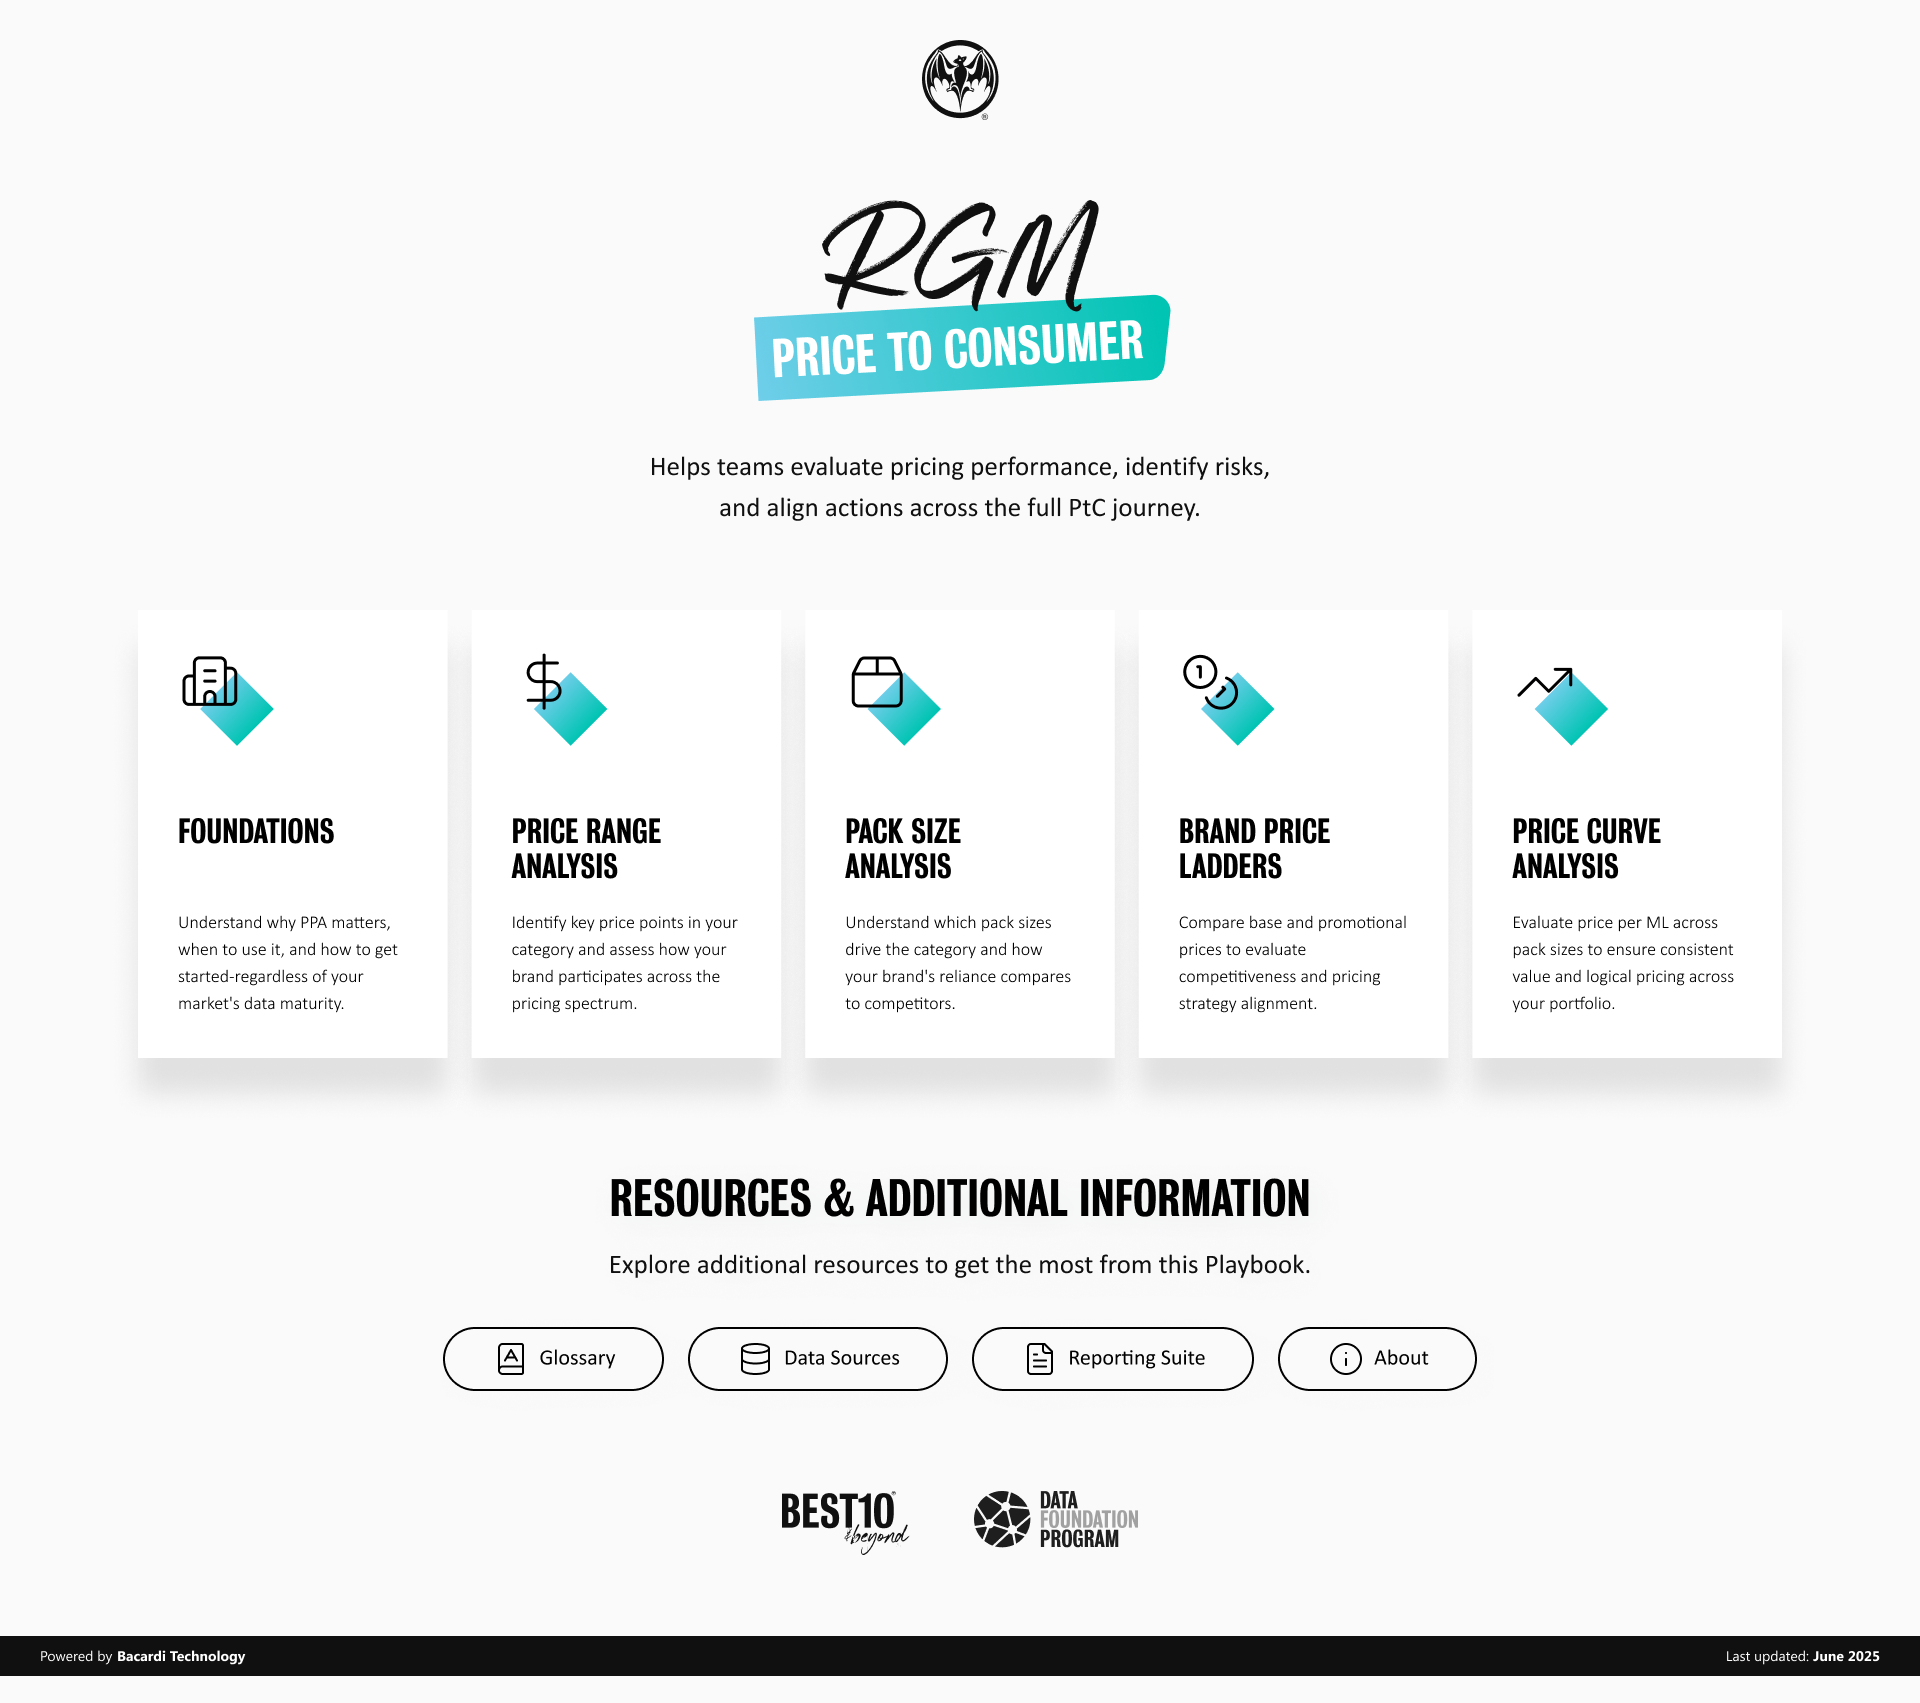 ®
RGM
PRICE TO CONSUMER
Helps teams evaluate pricing performance, identify risks,
and align actions across the full PtC journey.
FOUNDATIONS
Understand why PPA matters,
when to use it, and how to get
started-regardless of your
market's data maturity.
PRICE RANGE
ANALYSIS
Identify key price points in your
category and assess how your
brand participates across the
pricing spectrum.
PACK SIZE
ANALYSIS
Understand which pack sizes
drive the category and how
your brand's reliance compares
to competitors.
1
BRAND PRICE
LADDERS
Compare base and promotional
prices to evaluate
competitiveness and pricing
strategy alignment.
PRICE CURVE
ANALYSIS
Evaluate price per ML across
pack sizes to ensure consistent
value and logical pricing across
your portfolio.
RESOURCES & ADDITIONAL INFORMATION
Explore additional resources to get the most from this Playbook.
Glossary
Data Sources
Reporting Suite
About
BEST10
&beyond
DATA
FOUNDATION
PROGRAM
Powered by Bacardi Technology
Last updated: June 2025